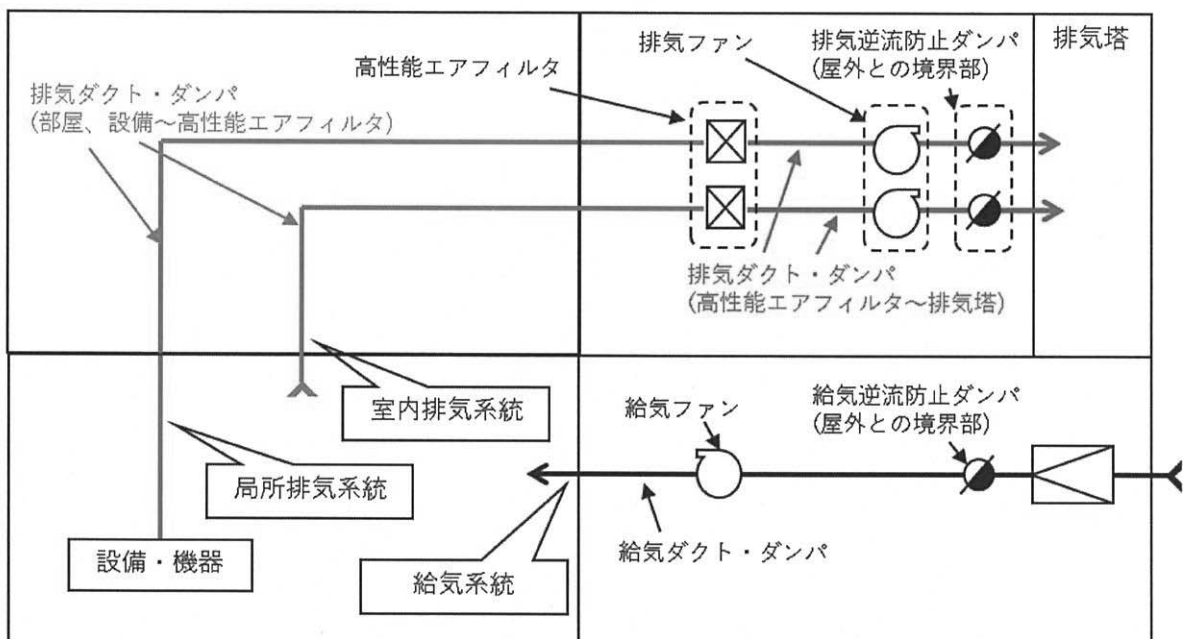 排気ファン
排気逆流防止ダンパ
(屋外との境界部)
排気塔
高性能エアフィルタ
排気ダクト・ダンパ
(部屋、設備～高性能エアフィルタ)
排気ダクト・ダンパ
(高性能エアフィルタ～排気塔)
室内排気系統
局所排気系統
設備・機器
給気ファン
給気逆流防止ダンパ
(屋外との境界部)
給気ダクト・ダンパ
給気系統